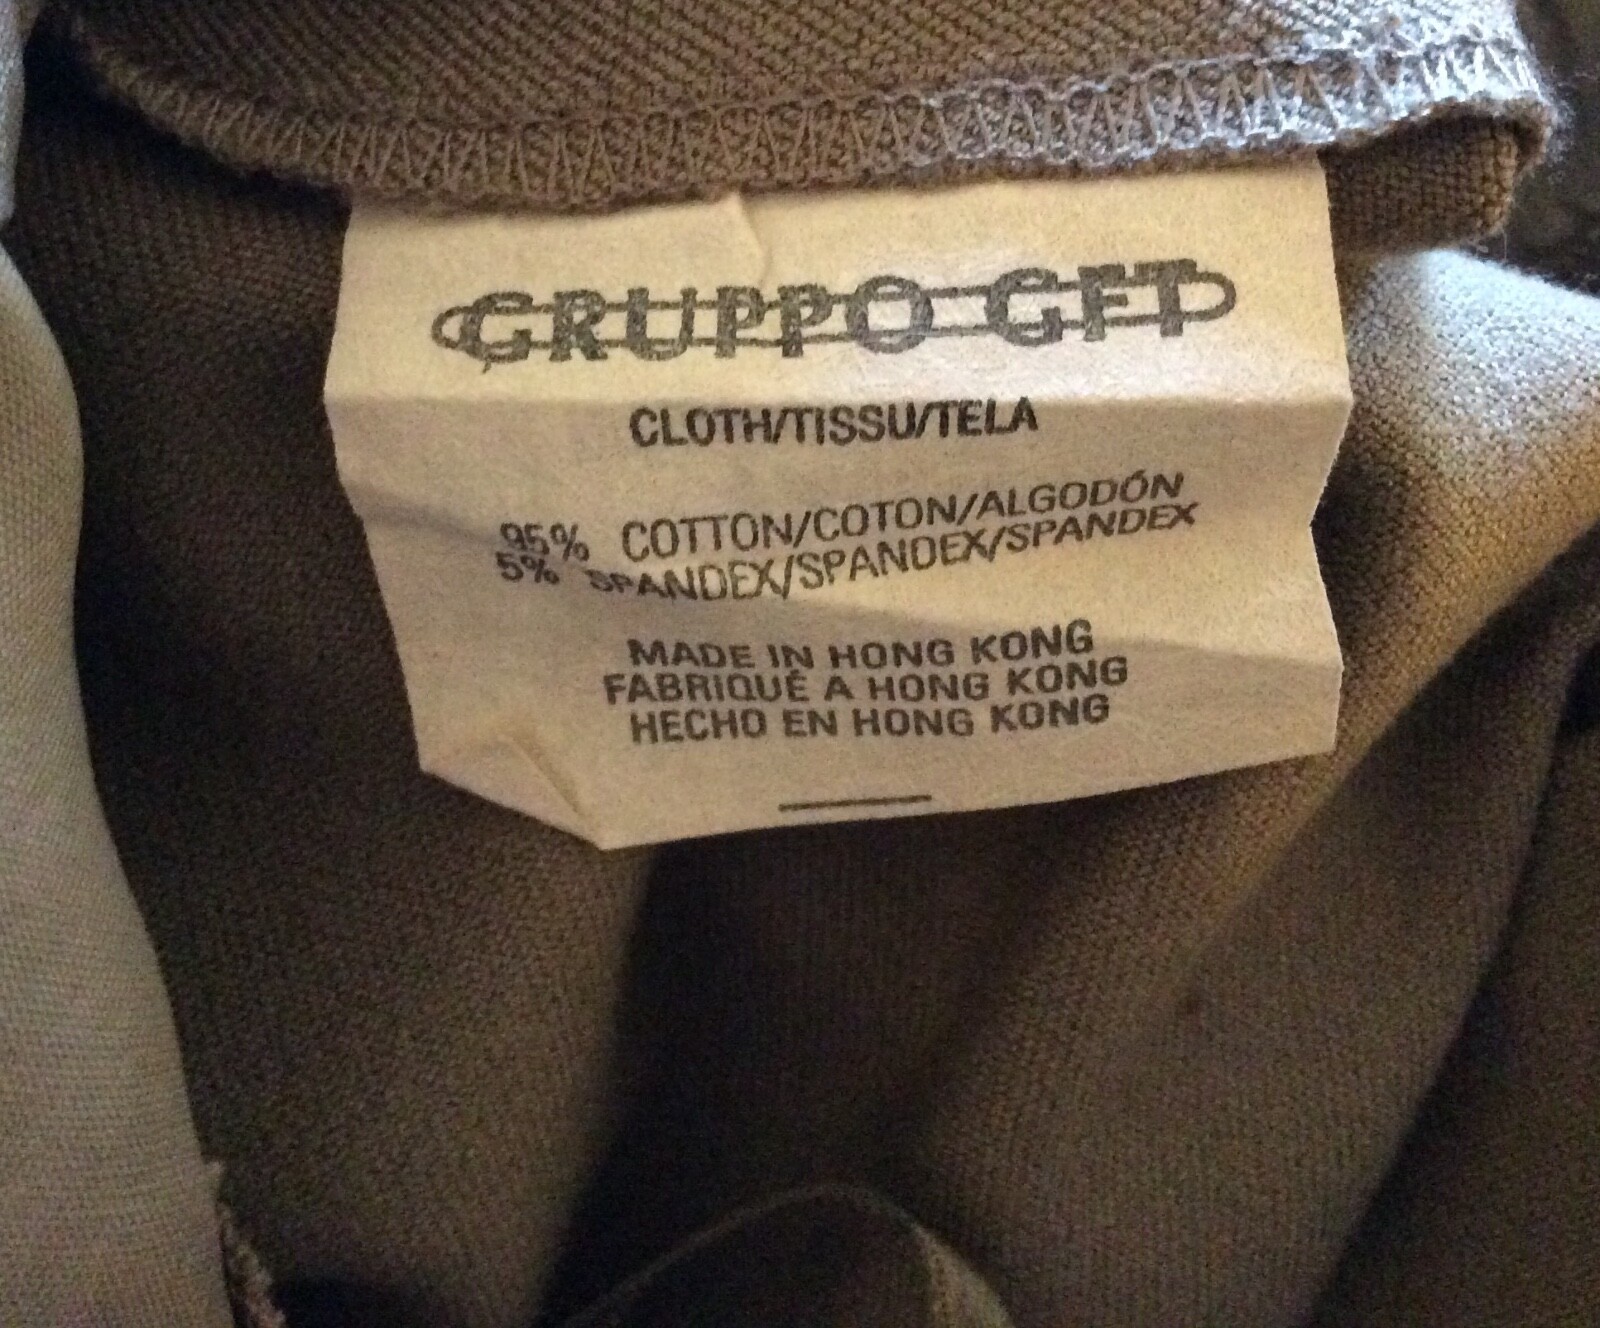 GRUPPO GFT
CLOTH/TISSU/TELA
95% COTTON/COTON/ALGODÓN
5% SPANDEX/SPANDEX/SPANDEX
MADE IN HONG KONG
FABRIQUÉ A HONG KONG
HECHO EN HONG KONG